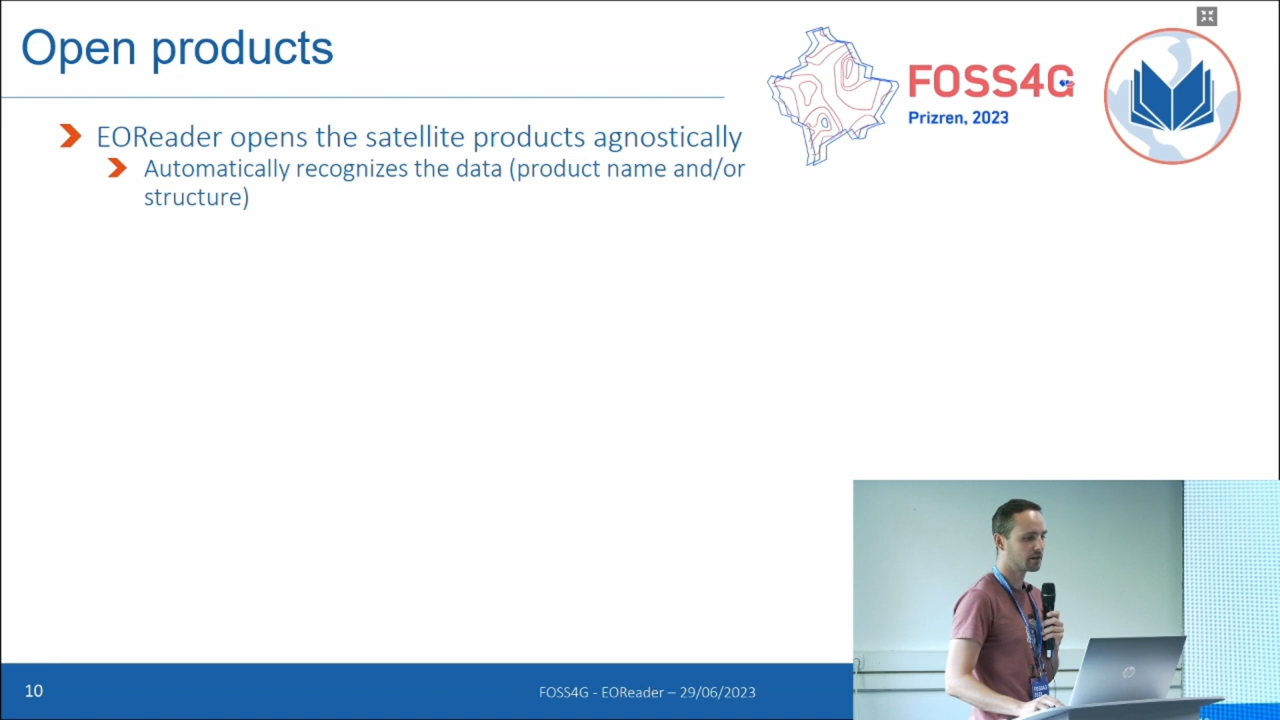 Open products
FOSS4G
Prizren, 2023
EOReader opens the satellite products agnostically
Automatically recognizes the data (product name and/or
structure)
10
FOSS4G - EOReader – 29/06/2023
hp